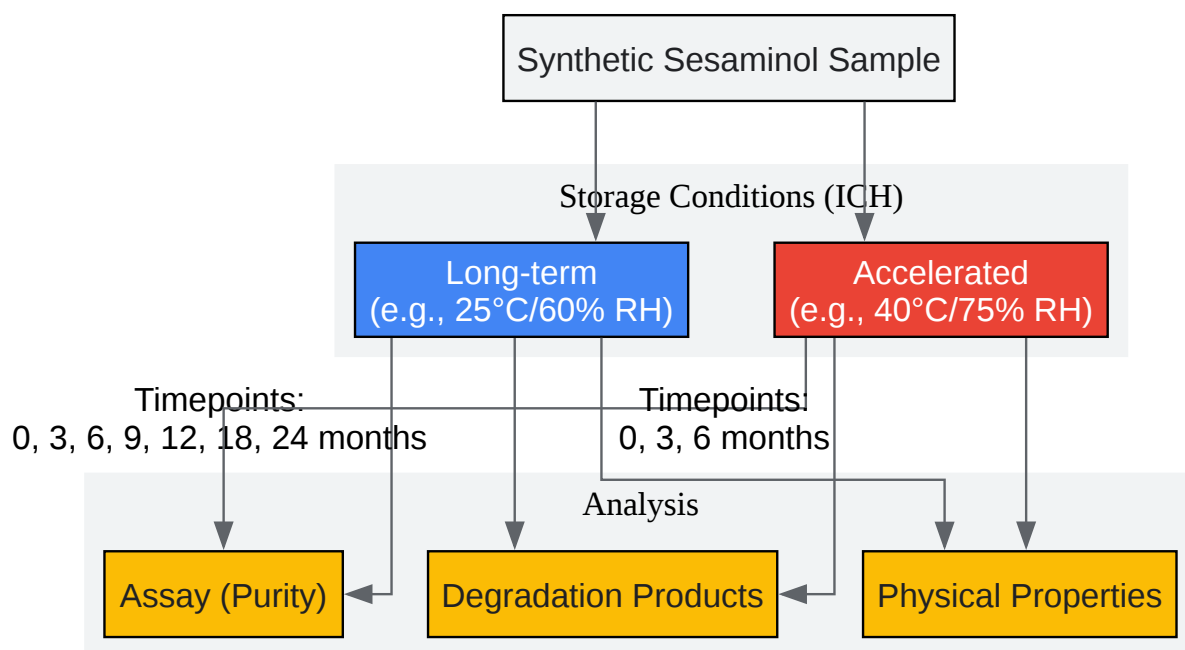 Synthetic Sesaminol Sample
Storage Conditions (ICH)
Long-term
(e.g., 25°C/60% RH)
Accelerated
(e.g., 40°C/75% RH)
Timepoints:
0, 3, 6, 9, 12, 18, 24 months
Timepoints:
0, 3, 6 months
Analysis
Assay (Purity)
Degradation Products
Physical Properties